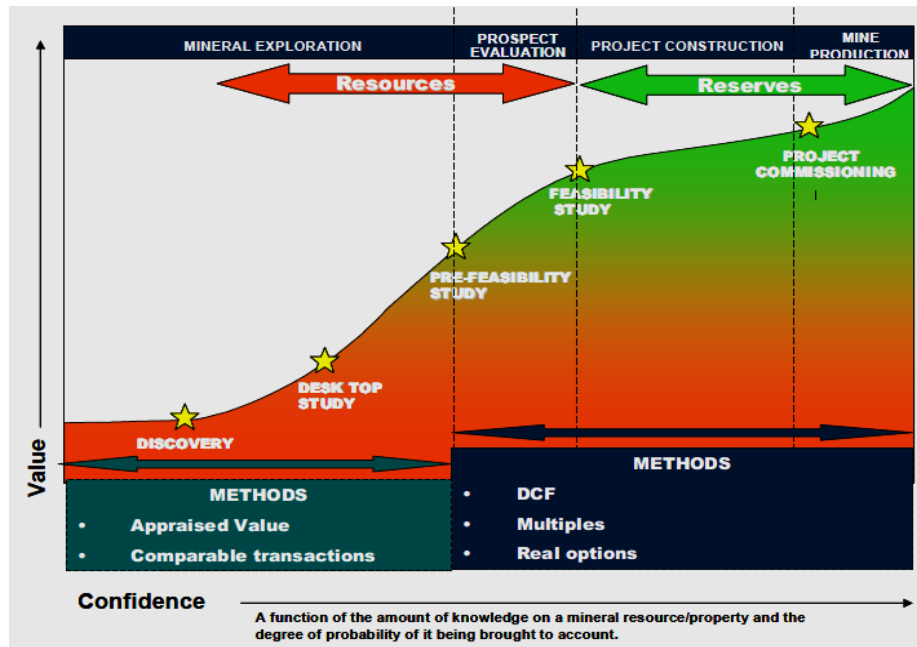 MINERAL EXPLORATION
PROSPECT
EVALUATION
PROJECT CONSTRUCTION
MINE
PRODUCTION
Resources
Reserves
PROJECT
COMMISSIONING
FEASIBILITY
STUDY
PRE-FEASIBILITY
STUDY
DESK TOP
STUDY
DISCOVERY
Value
METHODS
• Appraised Value
• Comparable transactions
METHODS
• DCF
• Multiples
• Real options
Confidence
A function of the amount of knowledge on a mineral resource/property and the
degree of probability of it being brought to account.